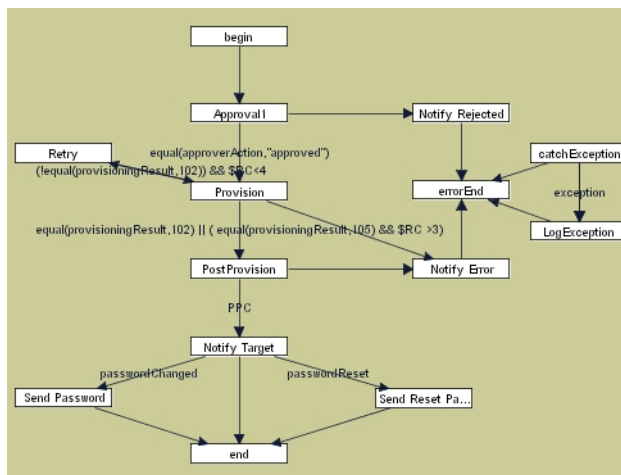 begin
Approval1
Notify Rejected
Retry
equal(approverAction,"approved")
catchException
(!equal(provisioningResult,102)) && $RC<4
Provision
errorEnd
exception
equal(provisioningResult,102) || ( equal(provisioningResult,105) && $RC >3)
LogException
PostProvision
Notify Error
PPC
Notify Target
passwordChanged
passwordReset
Send Password
Send Reset Pa...
end